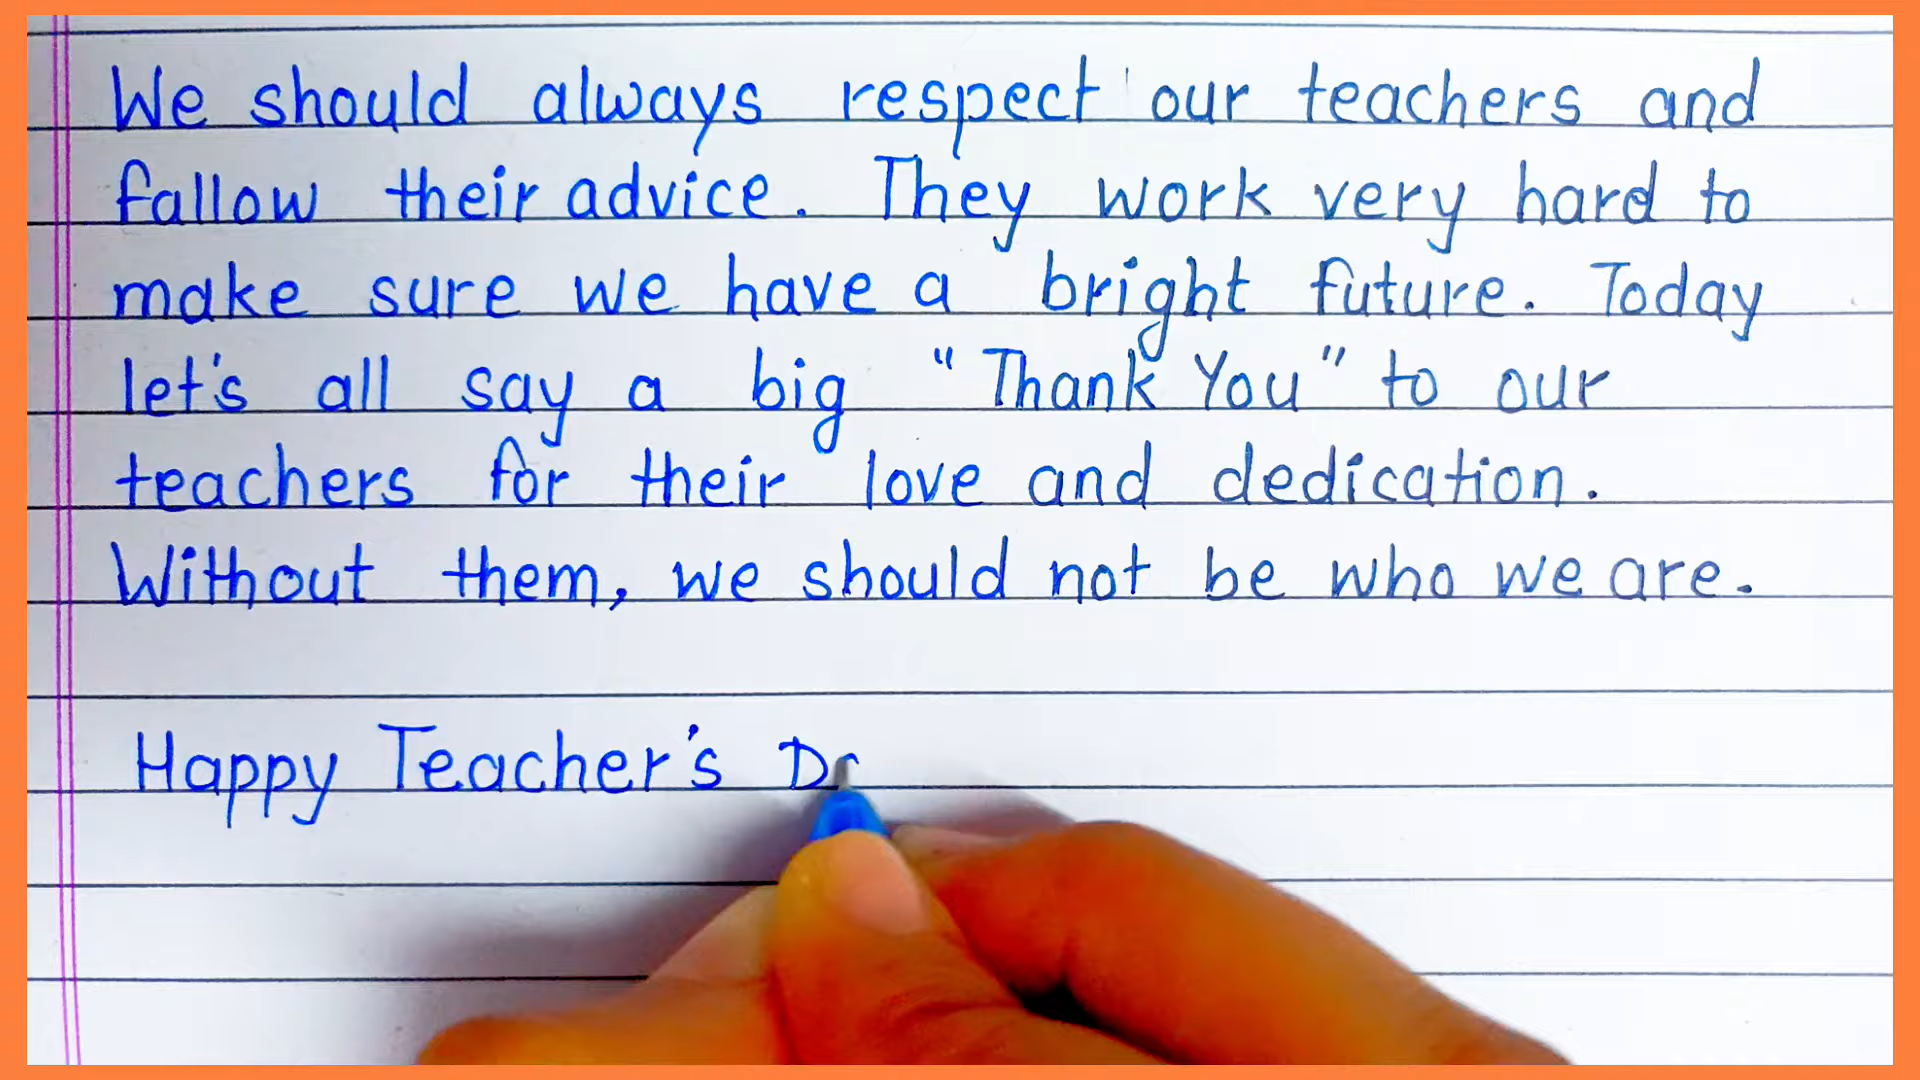 We should always respect our teachers and
fallow their advice. They work very hard to
make sure we have a bright future. Today
let's all say a big "Thank You" to our
teachers for their love and dedication.
Without them, we should not be who we are.
Happy Teacher's